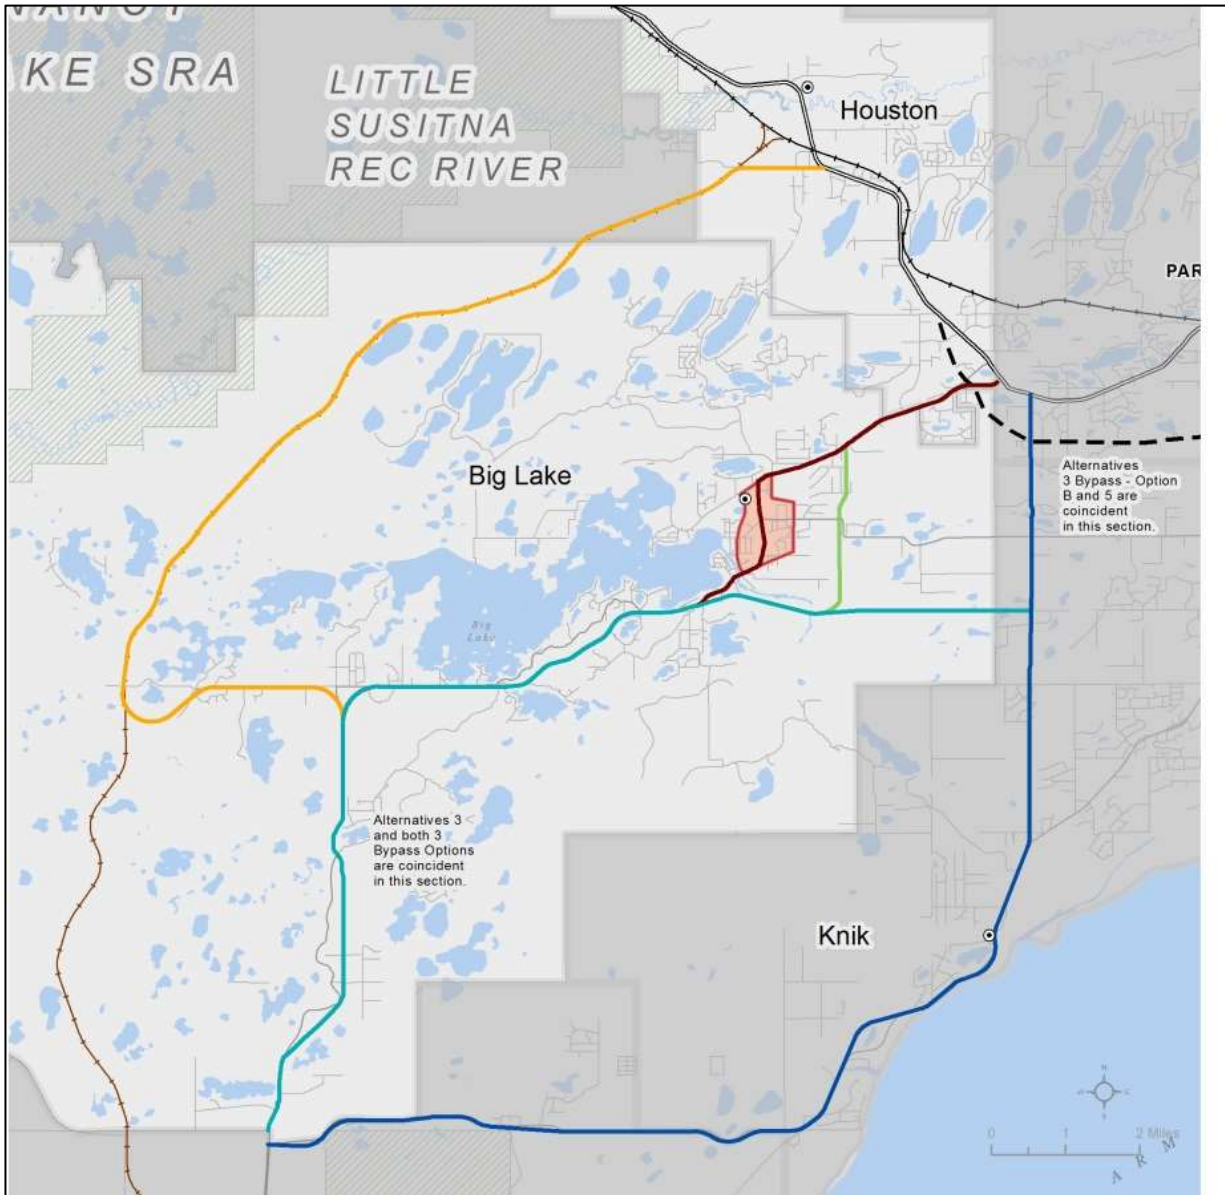 KE SRA
LITTLE
SUSITNA
REC RIVER
Houston
PAR
Big Lake
Alternatives
3 Bypass - Option
B and 5 are
coincident
in this section.
Big
Lake
Alternatives 3
and both 3
Bypass Options
are coincident
in this section.
Knik
N
0 1 2 Miles
A R M